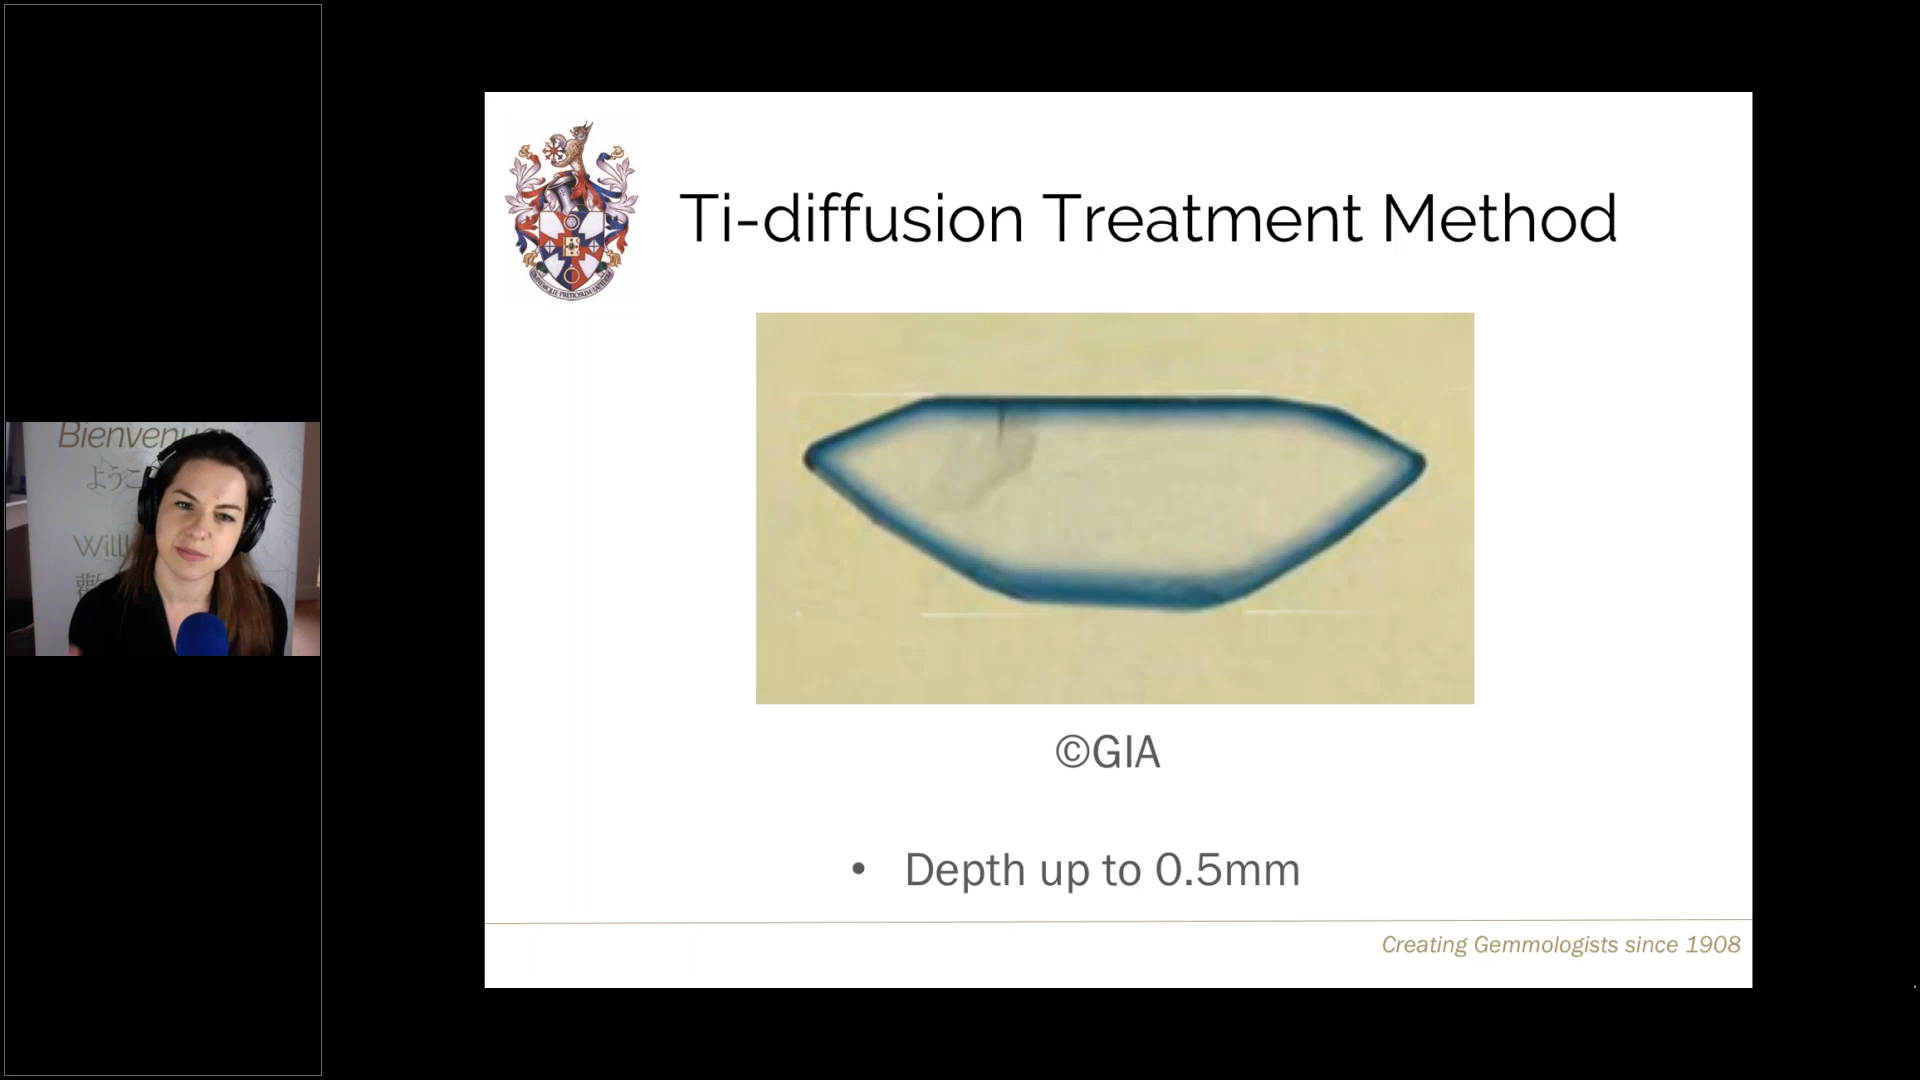 Bienvenu
ようこ
Will
歡
Ti-diffusion Treatment Method
©GIA
• Depth up to 0.5mm
Creating Gemmologists since 1908